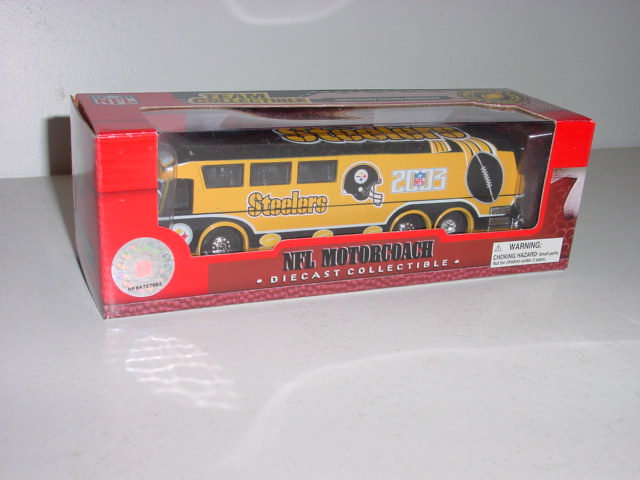 NFL
TEAM
COLLECTIBLE
Steelers
Steelers
2003
NFL MOTORCOACH
• DIECAST COLLECTIBLE •
WARNING:
CHOKING HAZARD- Small parts.
Not for children under 3 years.